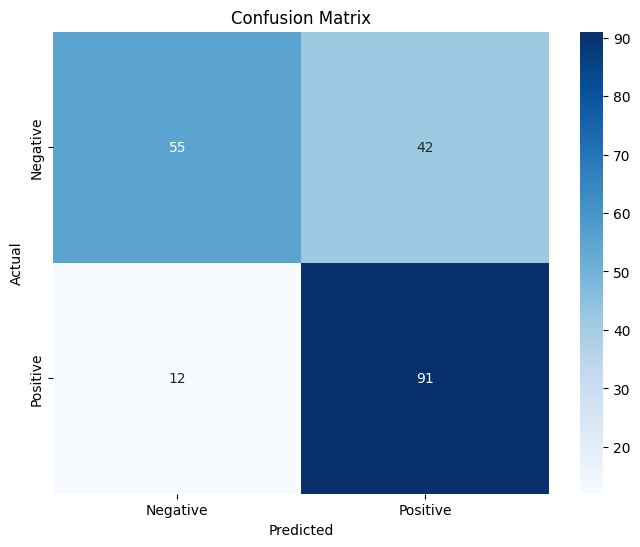 Confusion Matrix
Actual
Negative
Positive
55
42
12
91
Negative
Positive
Predicted
90
80
70
60
50
40
30
20